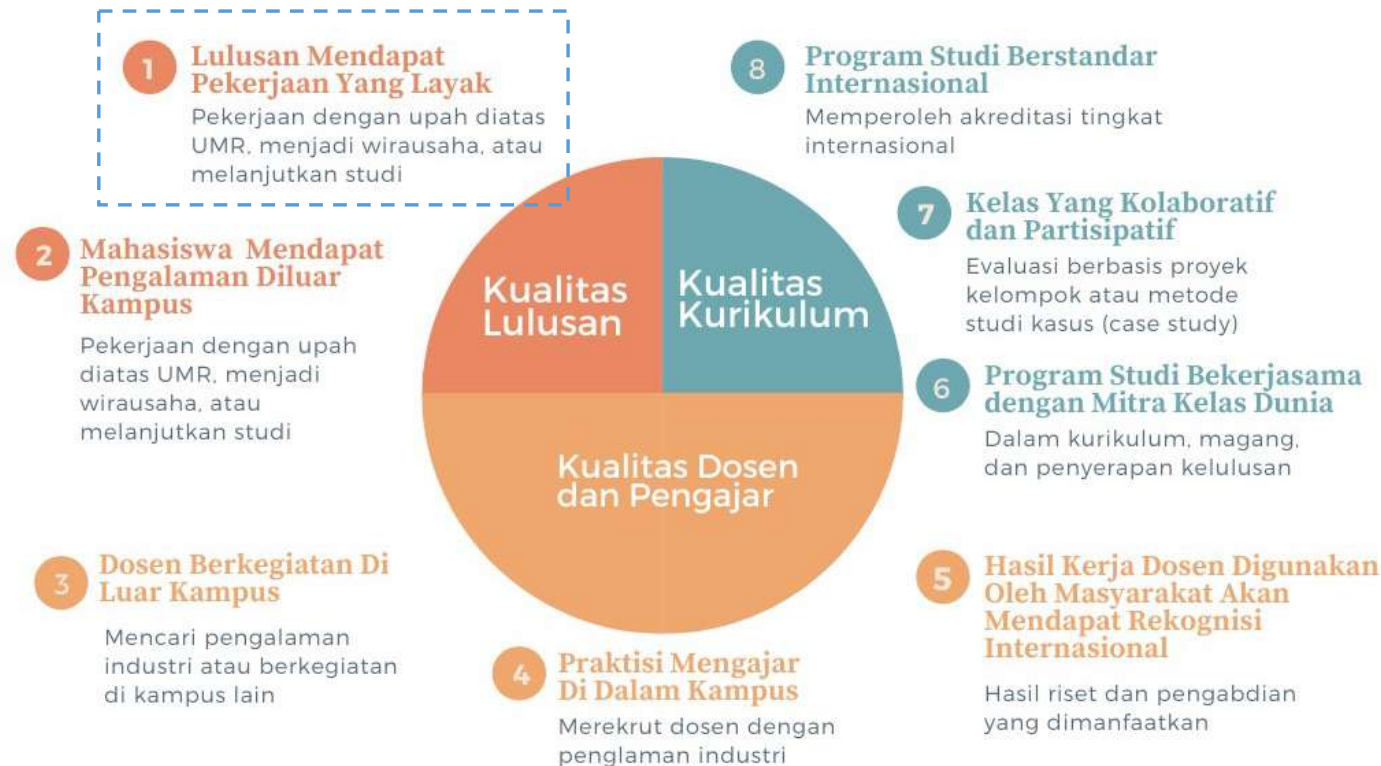 1
Lulusan Mendapat
Pekerjaan Yang Layak
Pekerjaan dengan upah diatas
UMR, menjadi wirausaha, atau
melanjutkan studi
2
Mahasiswa Mendapat
Pengalaman Diluar
Kampus
Pekerjaan dengan upah
diatas UMR, menjadi
wirausaha, atau
melanjutkan studi
3
Dosen Berkegiatan Di
Luar Kampus
Mencari pengalaman
industri atau berkegiatan
di kampus lain
4
Praktisi Mengajar
Di Dalam Kampus
Merekrut dosen dengan
penglaman industri
5
Hasil Kerja Dosen Digunakan
Oleh Masyarakat Akan
Mendapat Rekognisi
Internasional
Hasil riset dan pengabdian
yang dimanfaatkan
6
Program Studi Bekerjasama
dengan Mitra Kelas Dunia
Dalam kurikulum, magang,
dan penyerapan kelulusan
7
Kelas Yang Kolaboratif
dan Partisipatif
Evaluasi berbasis proyek
kelompok atau metode
studi kasus (case study)
8
Program Studi Berstandar
Internasional
Memperoleh akreditasi tingkat
internasional
Kualitas
Lulusan
Kualitas
Kurikulum
Kualitas Dosen
dan Pengajar